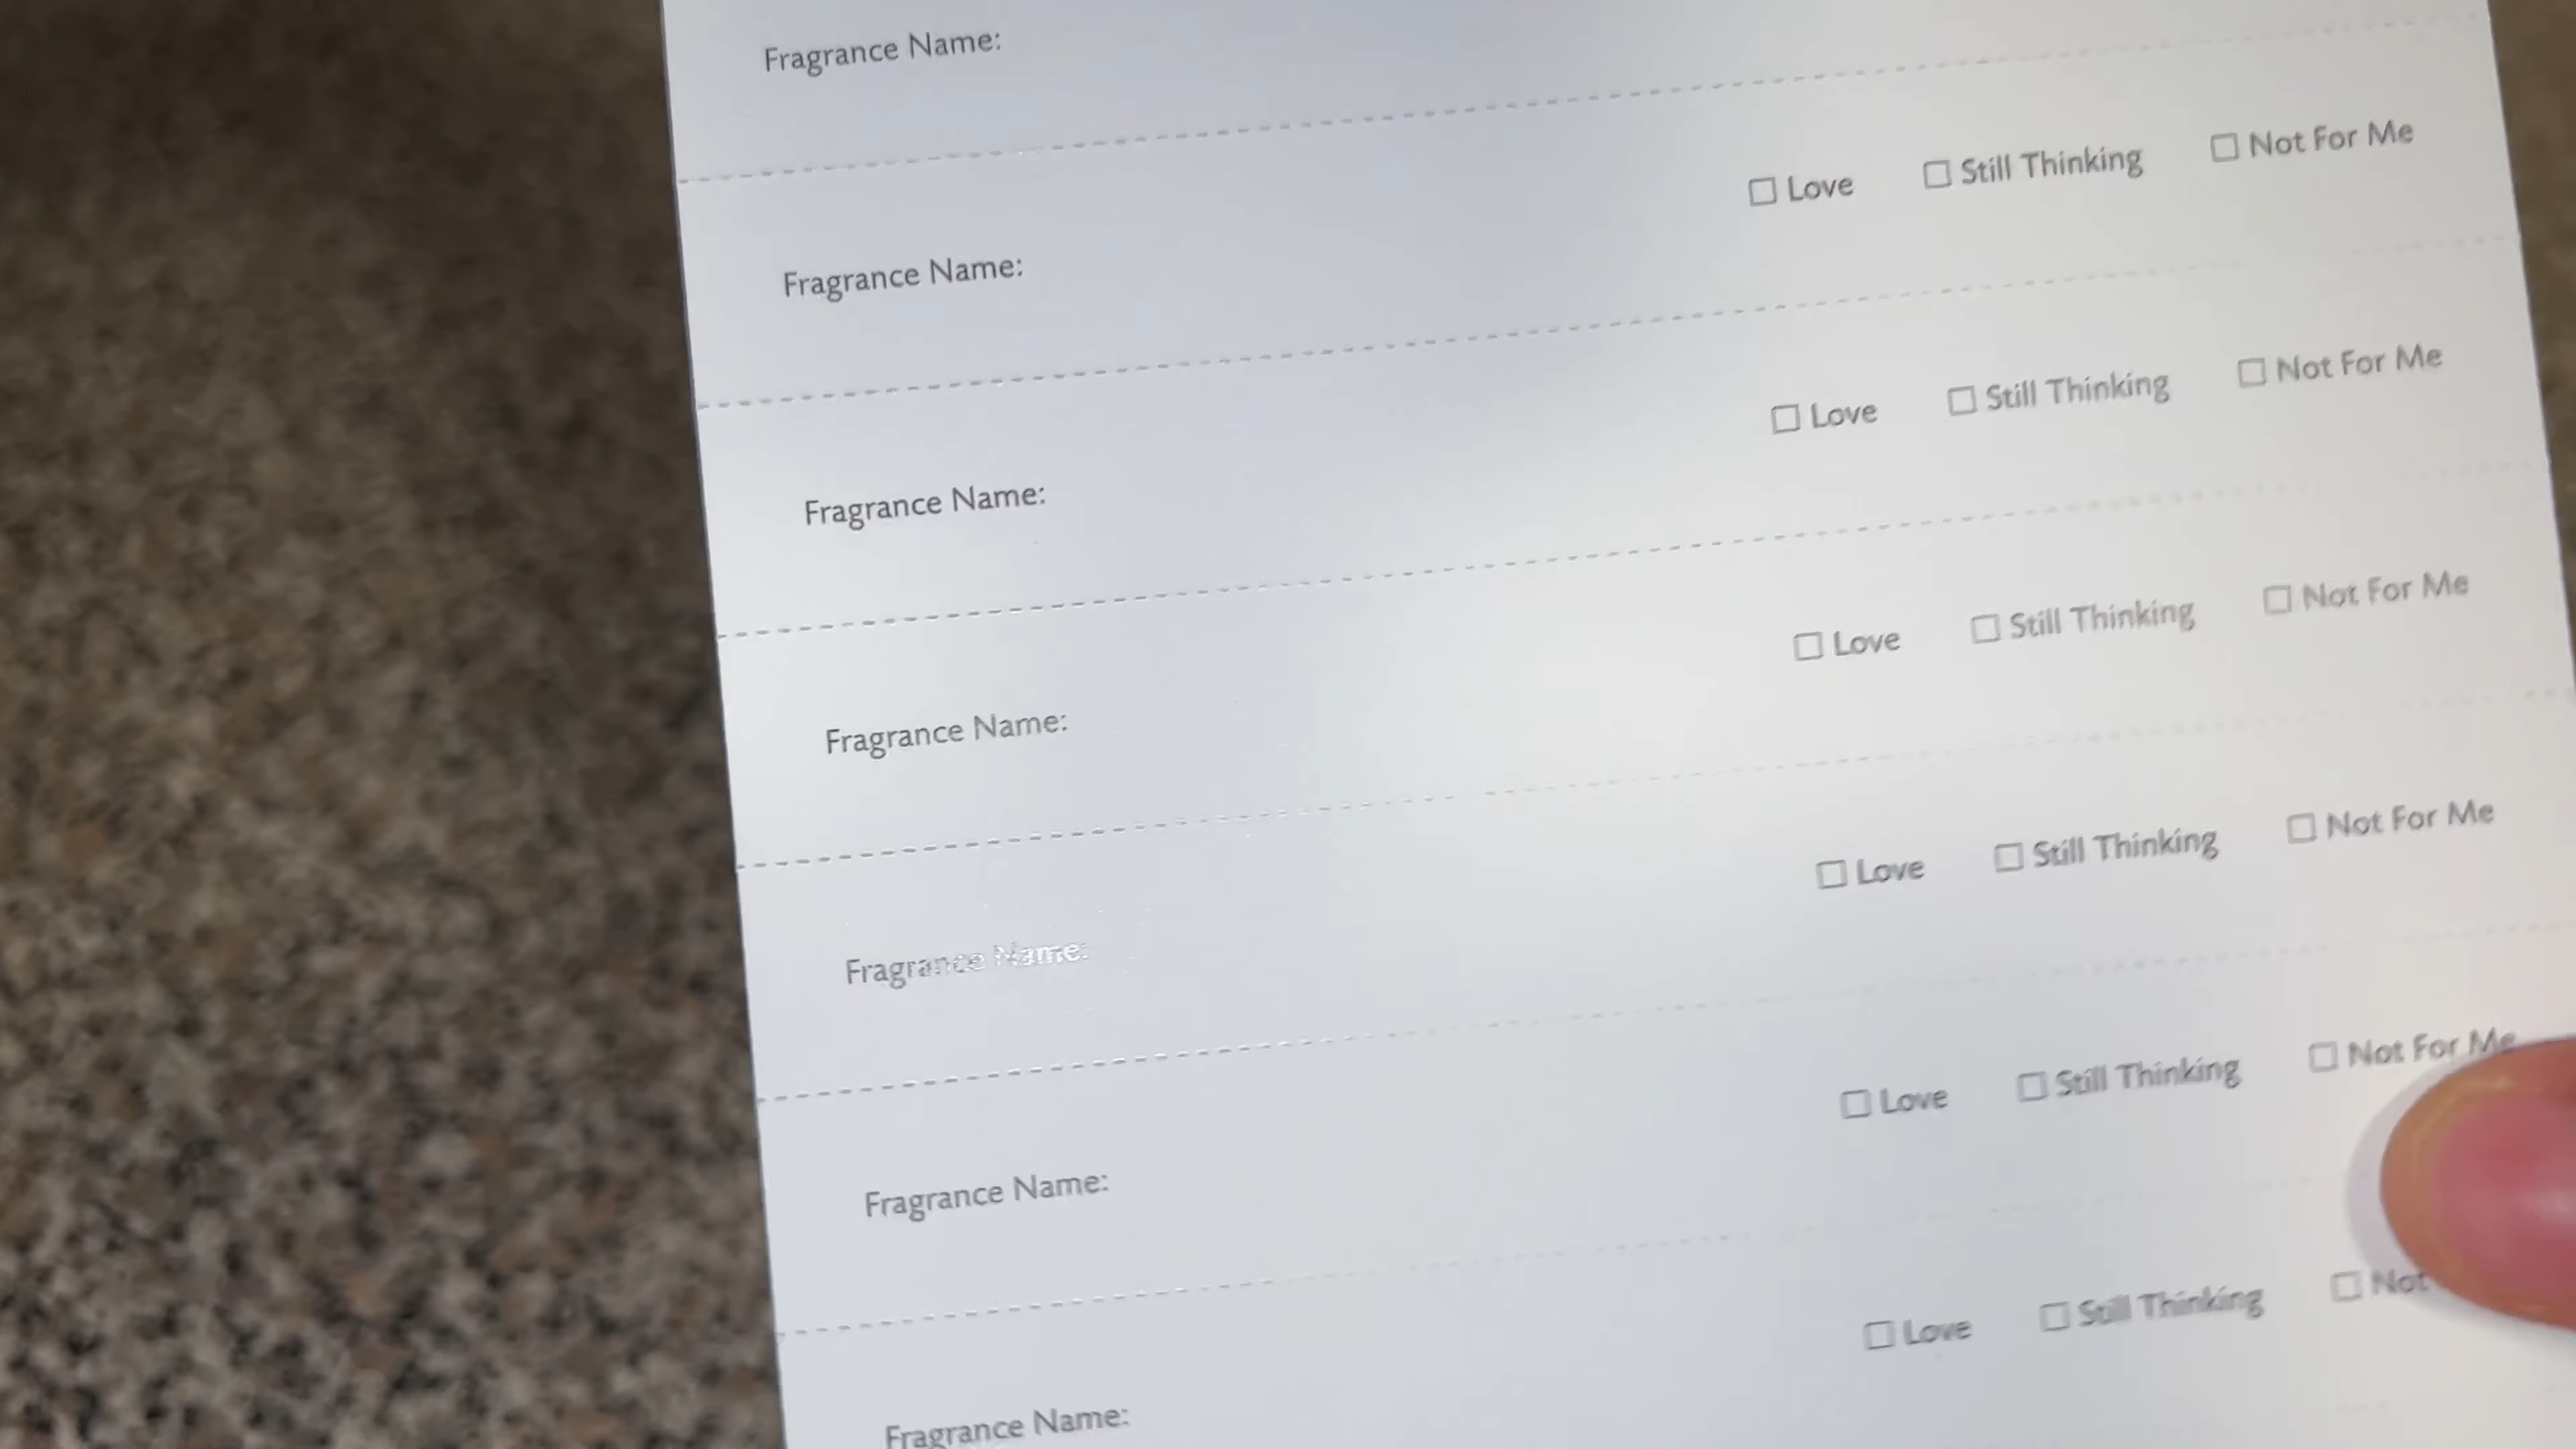 Fragrance Name:
Fragrance Name: ☐ Love ☐ Still Thinking ☐ Not For Me
Fragrance Name: ☐ Love ☐ Still Thinking ☐ Not For Me
Fragrance Name: ☐ Love ☐ Still Thinking ☐ Not For Me
Fragrance Name: ☐ Love ☐ Still Thinking ☐ Not For Me
Fragrance Name: ☐ Love ☐ Still Thinking ☐ Not For Me
Fragrance Name: ☐ Love ☐ Still Thinking ☐ Not